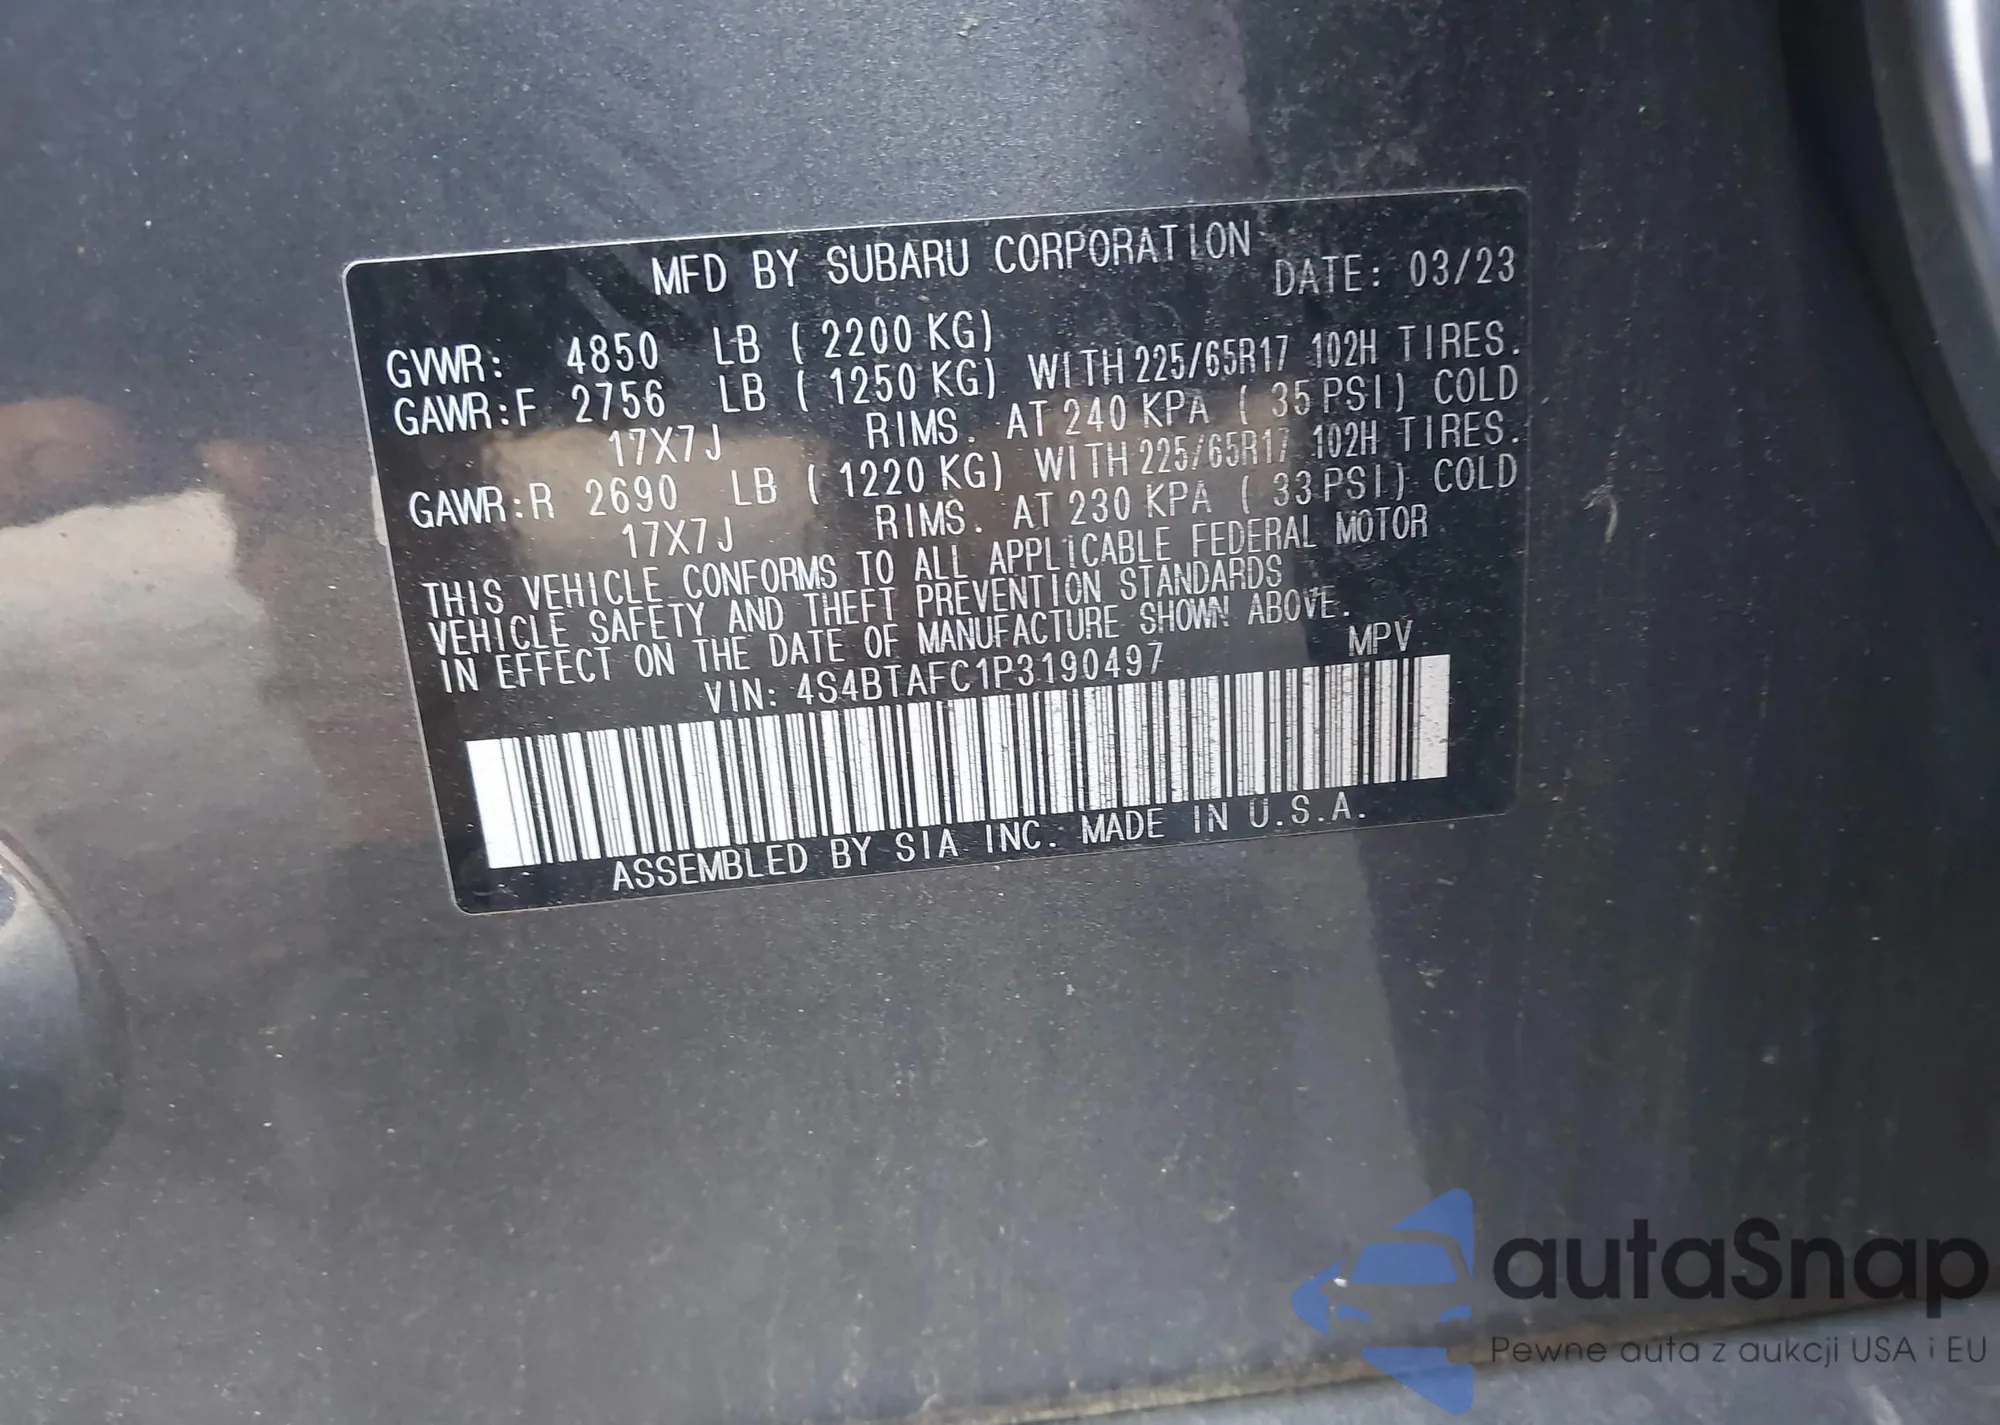 MFD BY SUBARU CORPORATION
DATE: 03/23
GVWR: 4850 LB ( 2200 KG)
GAWR:F 2756 LB ( 1250 KG) WITH 225/65R17 102H TIRES.
17X7J RIMS. AT 240 KPA ( 35 PSI) COLD
GAWR:R 2690 LB ( 1220 KG) WITH 225/65R17 102H TIRES.
17X7J RIMS. AT 230 KPA ( 33 PSI) COLD
THIS VEHICLE CONFORMS TO ALL APPLICABLE FEDERAL MOTOR
VEHICLE SAFETY AND THEFT PREVENTION STANDARDS
IN EFFECT ON THE DATE OF MANUFACTURE SHOWN ABOVE.
VIN: 4S4BTAFC1P3190497 MPV
ASSEMBLED BY SIA INC. MADE IN U.S.A.
autaSnap
Pewne auta z aukcji USA i EU